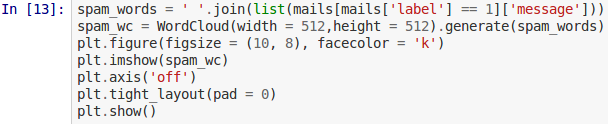 In [13]: spam_words = ' '.join(list(mails[mails['label'] == 1]['message']))
spam_wc = WordCloud(width = 512,height = 512).generate(spam_words)
plt.figure(figsize = (10, 8), facecolor = 'k')
plt.imshow(spam_wc)
plt.axis('off')
plt.tight_layout(pad = 0)
plt.show()